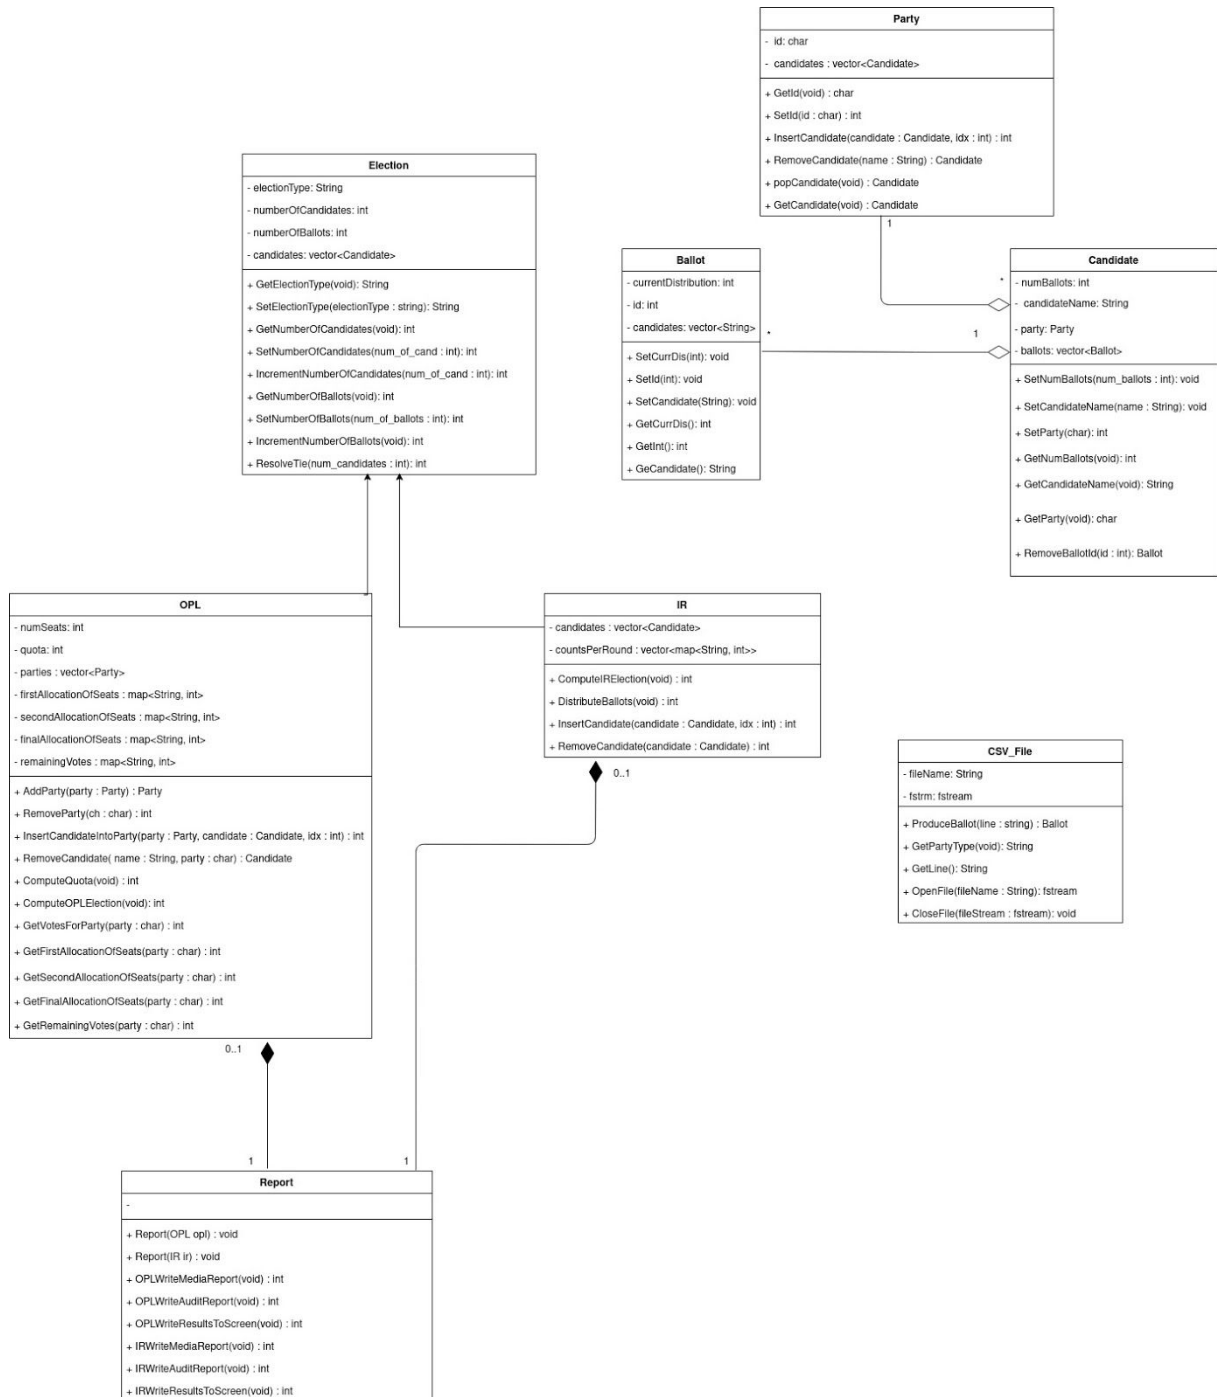 Party
- id: char
- candidates : vector<Candidate>
+ GetId(void) : char
+ SetId(id : char) : int
+ InsertCandidate(candidate : Candidate, idx : int) : int
+ RemoveCandidate(name : String) : Candidate
+ popCandidate(void) : Candidate
+ GetCandidate(void) : Candidate
1
Election
- electionType: String
- numberOfCandidates: int
- numberOfBallots: int
- candidates: vector<Candidate>
+ GetElectionType(void): String
+ SetElectionType(electionType : string): String
+ GetNumberOfCandidates(void): int
+ SetNumberOfCandidates(num_of_cand : int): int
+ IncrementNumberOfCandidates(num_of_cand : int): int
+ GetNumberOfBallots(void): int
+ SetNumberOfBallots(num_of_ballots : int): int
+ IncrementNumberOfBallots(void): int
+ ResolveTie(num_candidates : int): int
Ballot
- currentDistribution: int
- id: int
- candidates: vector<String>
+ SetCurrDis(int): void
+ SetId(int): void
+ SetCandidate(String): void
+ GetCurrDis(): int
+ GetInt(): int
+ GeCandidate(): String
*
1
*
Candidate
- numBallots: int
- candidateName: String
- party: Party
- ballots: vector<Ballot>
+ SetNumBallots(num_ballots : int): void
+ SetCandidateName(name : String): void
+ SetParty(char): int
+ GetNumBallots(void): int
+ GetCandidateName(void): String
+ GetParty(void): char
+ RemoveBallotId(id : int): Ballot
OPL
- numSeats: int
- quota: int
- parties : vector<Party>
- firstAllocationOfSeats : map<String, int>
- secondAllocationOfSeats : map<String, int>
- finalAllocationOfSeats : map<String, int>
- remainingVotes : map<String, int>
+ AddParty(party : Party) : Party
+ RemoveParty(ch : char) : int
+ InsertCandidateIntoParty(party : Party, candidate : Candidate, idx : int) : int
+ RemoveCandidate( name : String, party : char) : Candidate
+ ComputeQuota(void) : int
+ ComputeOPLElection(void): int
+ GetVotesForParty(party : char) : int
+ GetFirstAllocationOfSeats(party : char) : int
+ GetSecondAllocationOfSeats(party : char) : int
+ GetFinalAllocationOfSeats(party : char) : int
+ GetRemainingVotes(party : char) : int
0..1
1
IR
- candidates : vector<Candidate>
- countsPerRound : vector<map<String, int>>
+ ComputeIRElection(void) : int
+ DistributeBallots(void) : int
+ InsertCandidate(candidate : Candidate, idx : int) : int
+ RemoveCandidate(candidate : Candidate) : int
0..1
1
CSV_File
- fileName: String
- fstrm: fstream
+ ProduceBallot(line : string) : Ballot
+ GetPartyType(void): String
+ GetLine(): String
+ OpenFile(fileName : String): fstream
+ CloseFile(fileStream : fstream): void
Report
-
+ Report(OPL opl) : void
+ Report(IR ir) : void
+ OPLWriteMediaReport(void) : int
+ OPLWriteAuditReport(void) : int
+ OPLWriteResultsToScreen(void) : int
+ IRWriteMediaReport(void) : int
+ IRWriteAuditReport(void) : int
+ IRWriteResultsToScreen(void) : int